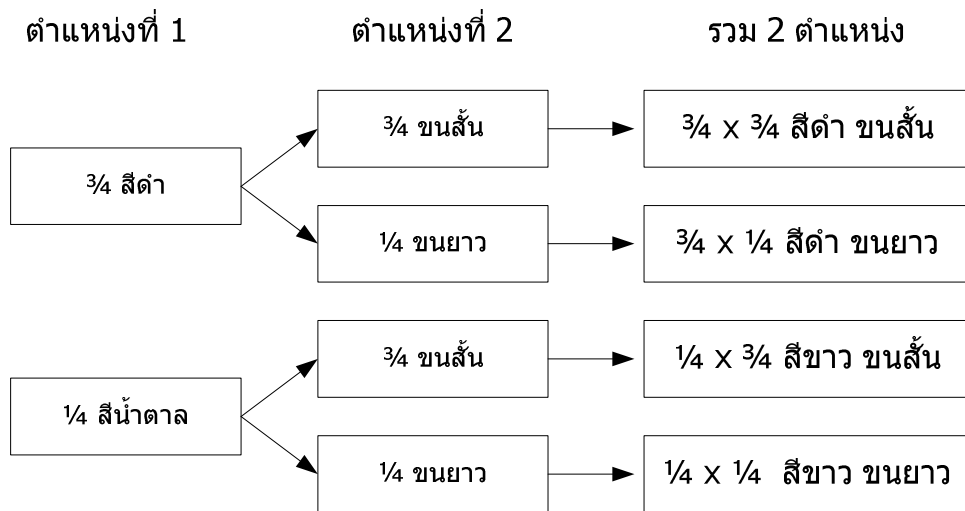 ตำแหน่งที่ 1
ตำแหน่งที่ 2
รวม 2 ตำแหน่ง
¾ สีดำ
¾ ขนสั้น
¾ x ¾ สีดำ ขนสั้น
¼ ขนยาว
¾ x ¼ สีดำ ขนยาว
¼ สีน้ำตาล
¾ ขนสั้น
¼ x ¾ สีขาว ขนสั้น
¼ ขนยาว
¼ x ¼ สีขาว ขนยาว